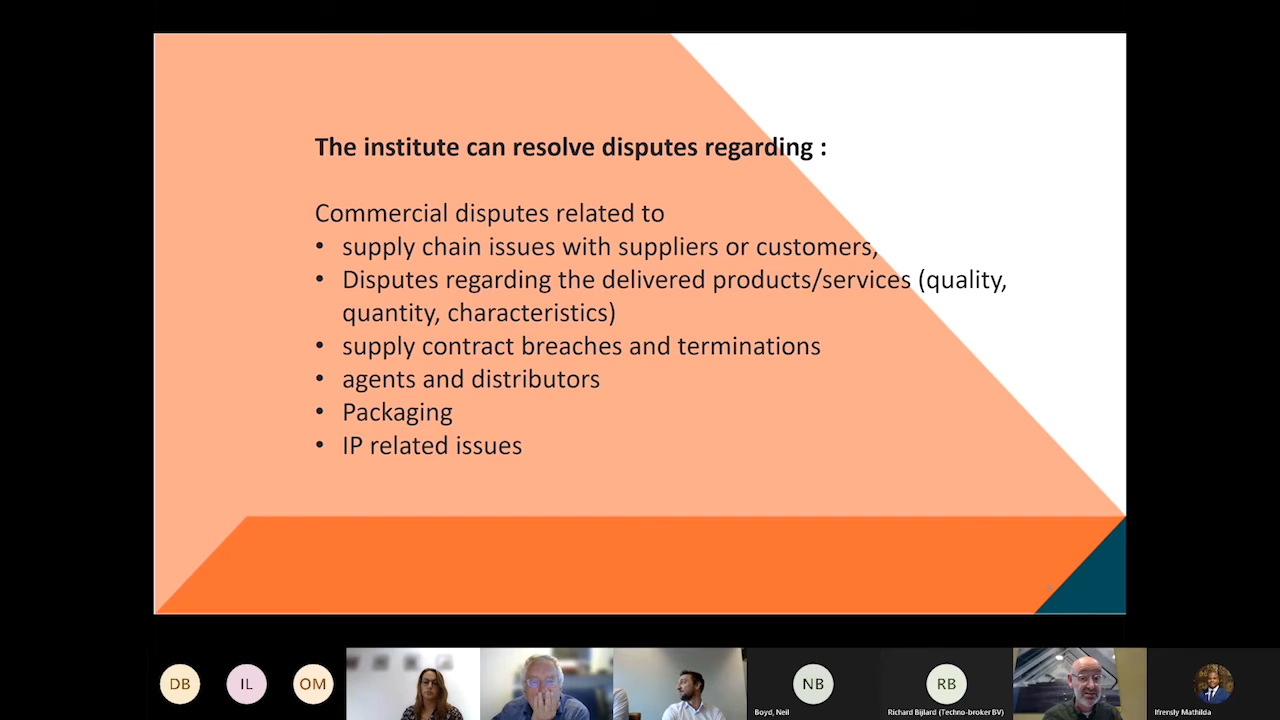 The institute can resolve disputes regarding :
Commercial disputes related to
• supply chain issues with suppliers or customers,
• Disputes regarding the delivered products/services (quality,
quantity, characteristics)
• supply contract breaches and terminations
• agents and distributors
• Packaging
• IP related issues
DB IL OM NB RB
Boyd, Neil Richard Bijlard (Techno-broker BV) Ifrensly Mathilda